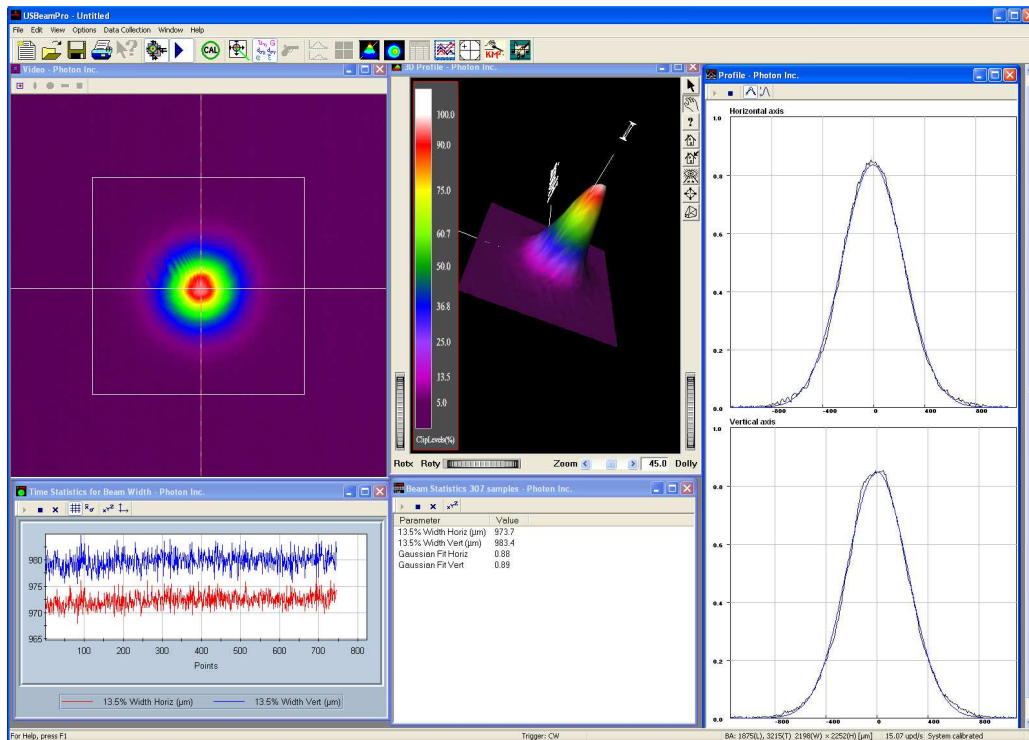 USBeamPro - Untitled
File Edit View Options Data Collection Window Help
CAL
KM²
Video - Photon Inc.
3D Profile - Photon Inc.
100.0
90.0
75.0
60.7
50.0
36.8
25.0
13.5
5.0
ClipLevels(%)
Rotx Roty Zoom 45.0 Dolly
Profile - Photon Inc.
Horizontal axis
1.0
0.8
0.6
0.4
0.2
0.0
-800 -400 0 400 800
Vertical axis
1.0
0.8
0.6
0.4
0.2
0.0
-800 -400 0 400 800
Time Statistics for Beam Width - Photon Inc.
980
975
970
965
100 200 300 400 500 600 700 800
Points
13.5% Width Horiz (µm) 13.5% Width Vert (µm)
Beam Statistics 307 samples - Photon Inc.
Parameter Value
13.5% Width Horiz (µm) 973.7
13.5% Width Vert (µm) 983.4
Gaussian Fit Horiz 0.88
Gaussian Fit Vert 0.89
For Help, press F1 Trigger: CW BA: 1875(L), 3215(T) 2198(W) × 2252(H) [µm] 15.07 upd/s System calibrated